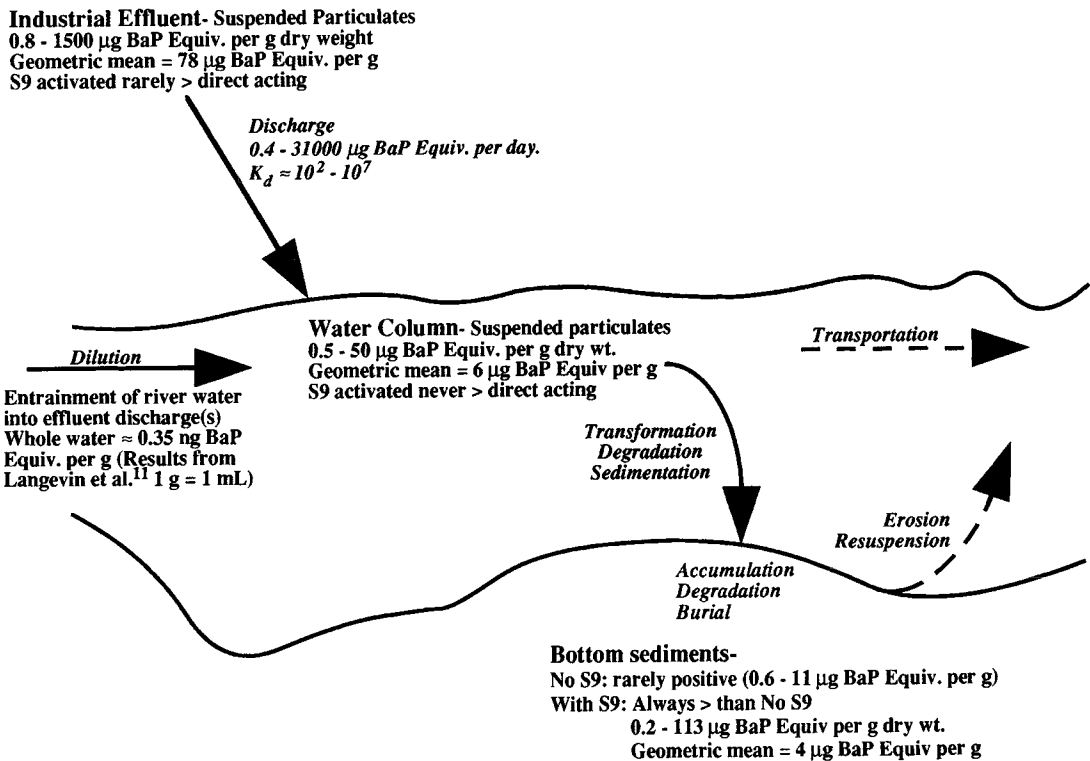 Industrial Effluent- Suspended Particulates
0.8 - 1500 µg BaP Equiv. per g dry weight
Geometric mean = 78 µg BaP Equiv. per g
S9 activated rarely > direct acting
Discharge
0.4 - 31000 µg BaP Equiv. per day.
K_d ≈ 10² - 10⁷
Water Column- Suspended particulates
0.5 - 50 µg BaP Equiv. per g dry wt.
Geometric mean = 6 µg BaP Equiv per g
S9 activated never > direct acting
Transportation
Dilution
Entrainment of river water
into effluent discharge(s)
Whole water ≈ 0.35 ng BaP
Equiv. per g (Results from
Langevin et al.¹¹ 1 g = 1 mL)
Transformation
Degradation
Sedimentation
Erosion
Resuspension
Accumulation
Degradation
Burial
Bottom sediments-
No S9: rarely positive (0.6 - 11 µg BaP Equiv. per g)
With S9: Always > than No S9
0.2 - 113 µg BaP Equiv per g dry wt.
Geometric mean = 4 µg BaP Equiv per g